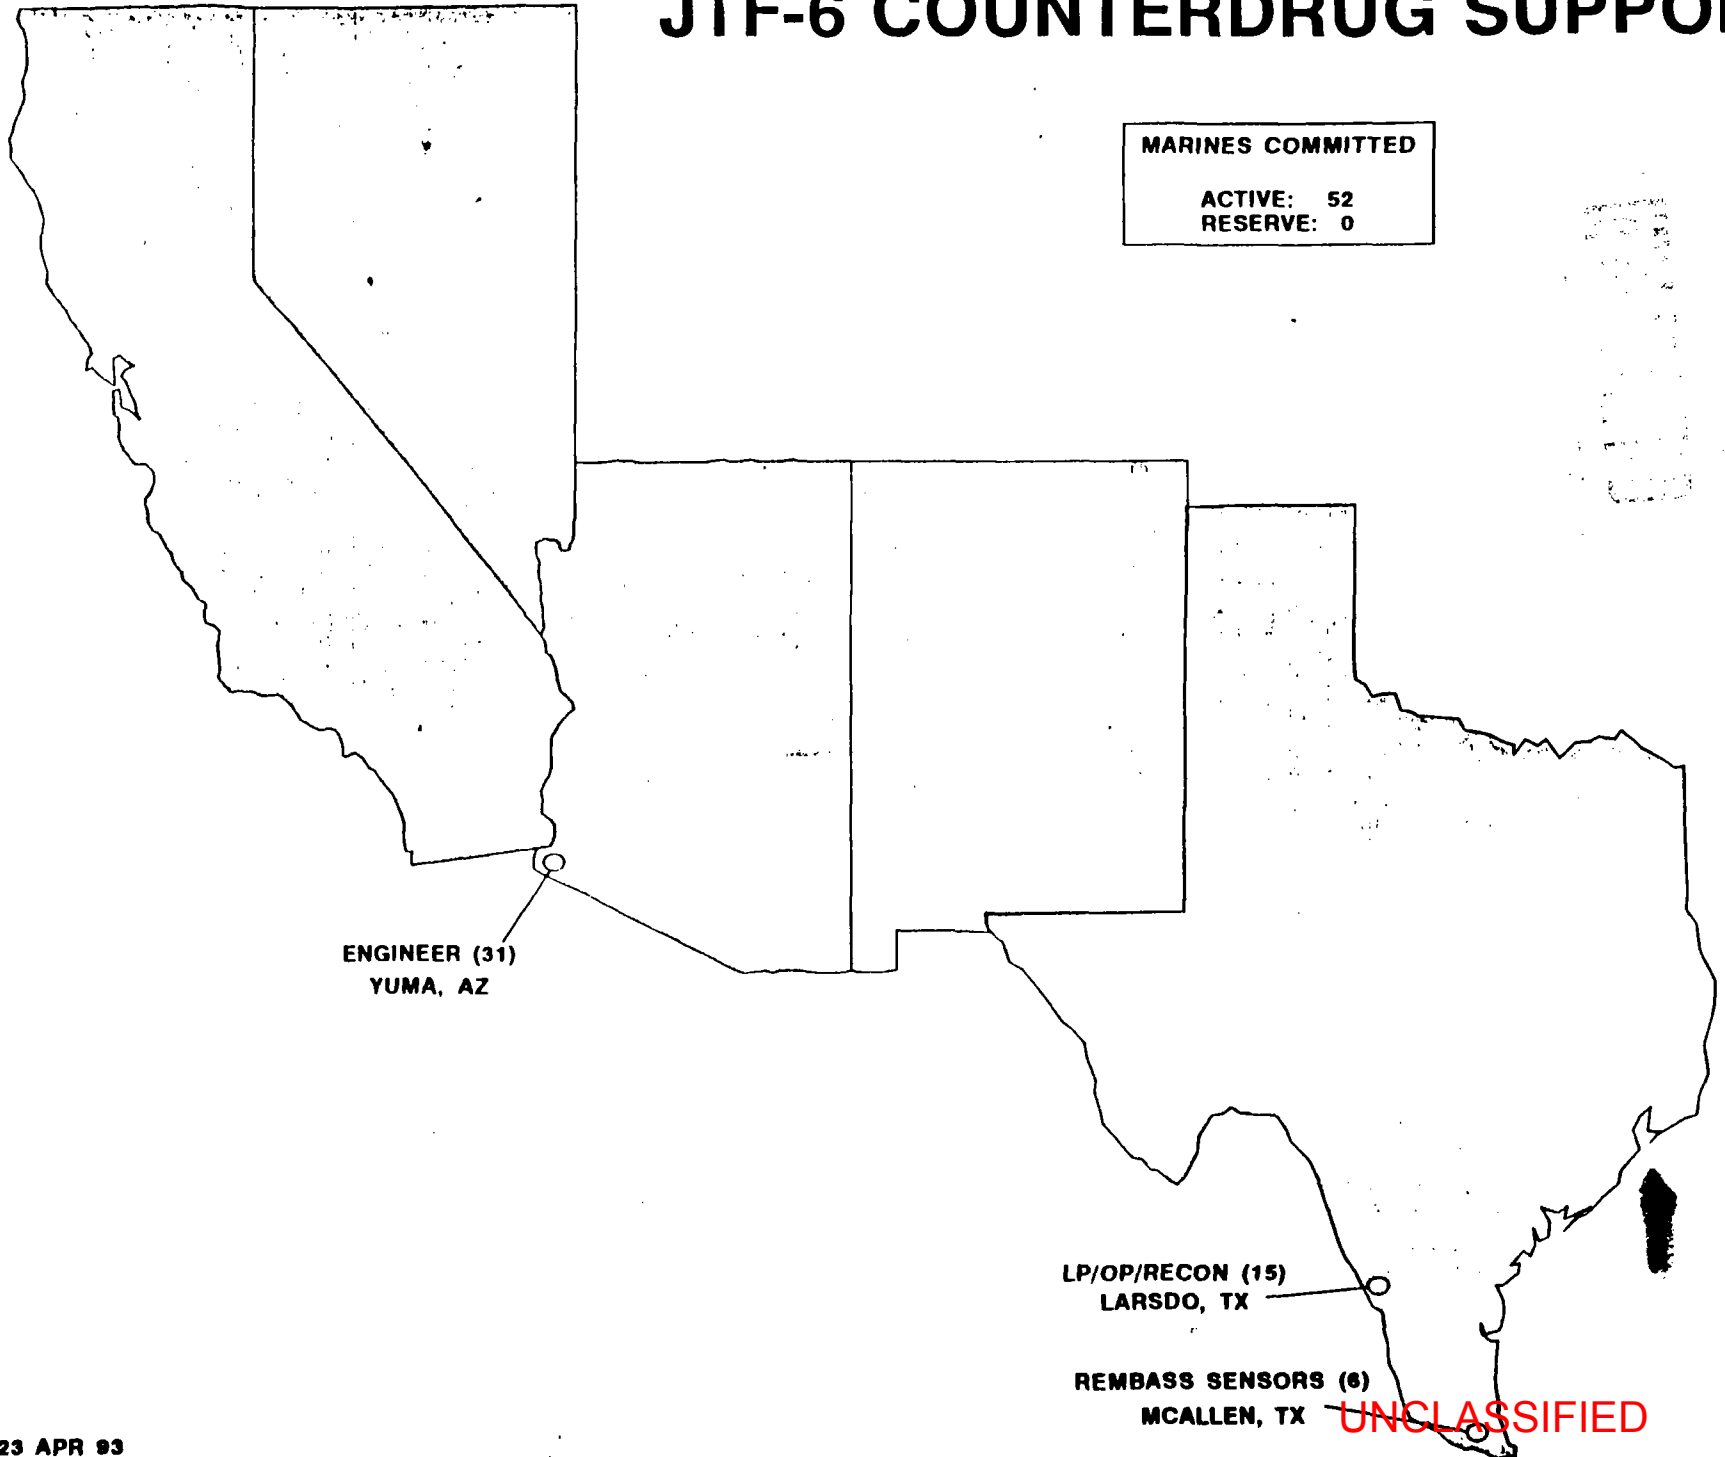 JTF-6 COUNTERDRUG SUPPO
MARINES COMMITTED
ACTIVE: 52
RESERVE: 0
ENGINEER (31)
YUMA, AZ
LP/OP/RECON (15)
LARSDO, TX
REMBASS SENSORS (6)
MCALLEN, TX
UNCLASSIFIED
23 APR 93